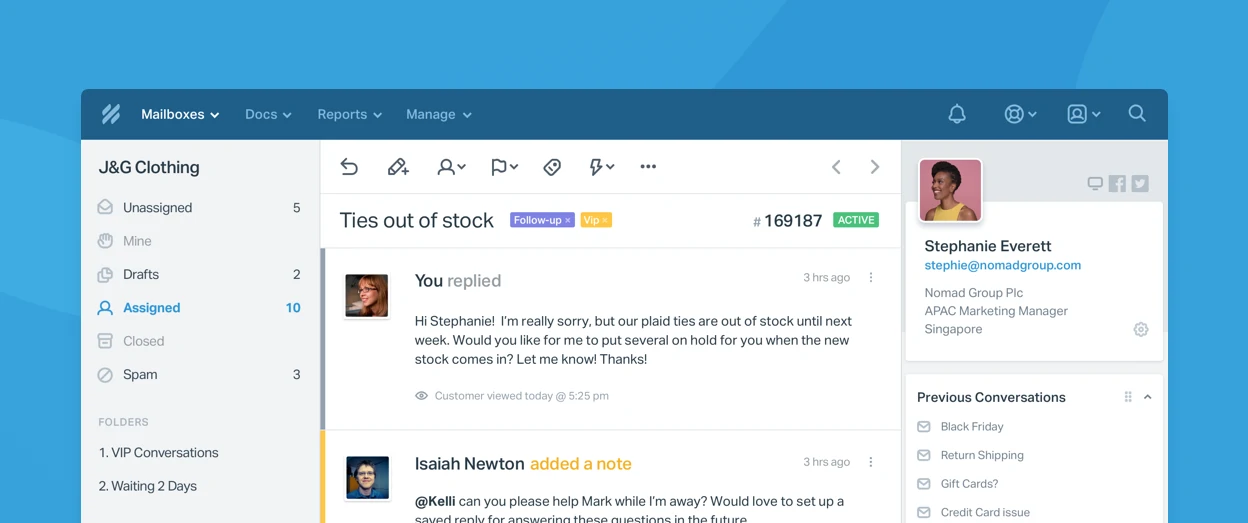 Mailboxes Docs Reports Manage
J&G Clothing
Unassigned 5
Mine
Drafts 2
Assigned 10
Closed
Spam 3
FOLDERS
1. VIP Conversations
2. Waiting 2 Days
Ties out of stock Follow-up × Vip × # 169187 ACTIVE
You replied 3 hrs ago
Hi Stephanie! I'm really sorry, but our plaid ties are out of stock until next
week. Would you like for me to put several on hold for you when the new
stock comes in? Let me know! Thanks!
Customer viewed today @ 5:25 pm
Isaiah Newton added a note 3 hrs ago
@Kelli can you please help Mark while I'm away? Would love to set up a
saved reply for answering these questions in the future.
Stephanie Everett
stephie@nomadgroup.com
Nomad Group Plc
APAC Marketing Manager
Singapore
Previous Conversations
Black Friday
Return Shipping
Gift Cards?
Credit Card issue